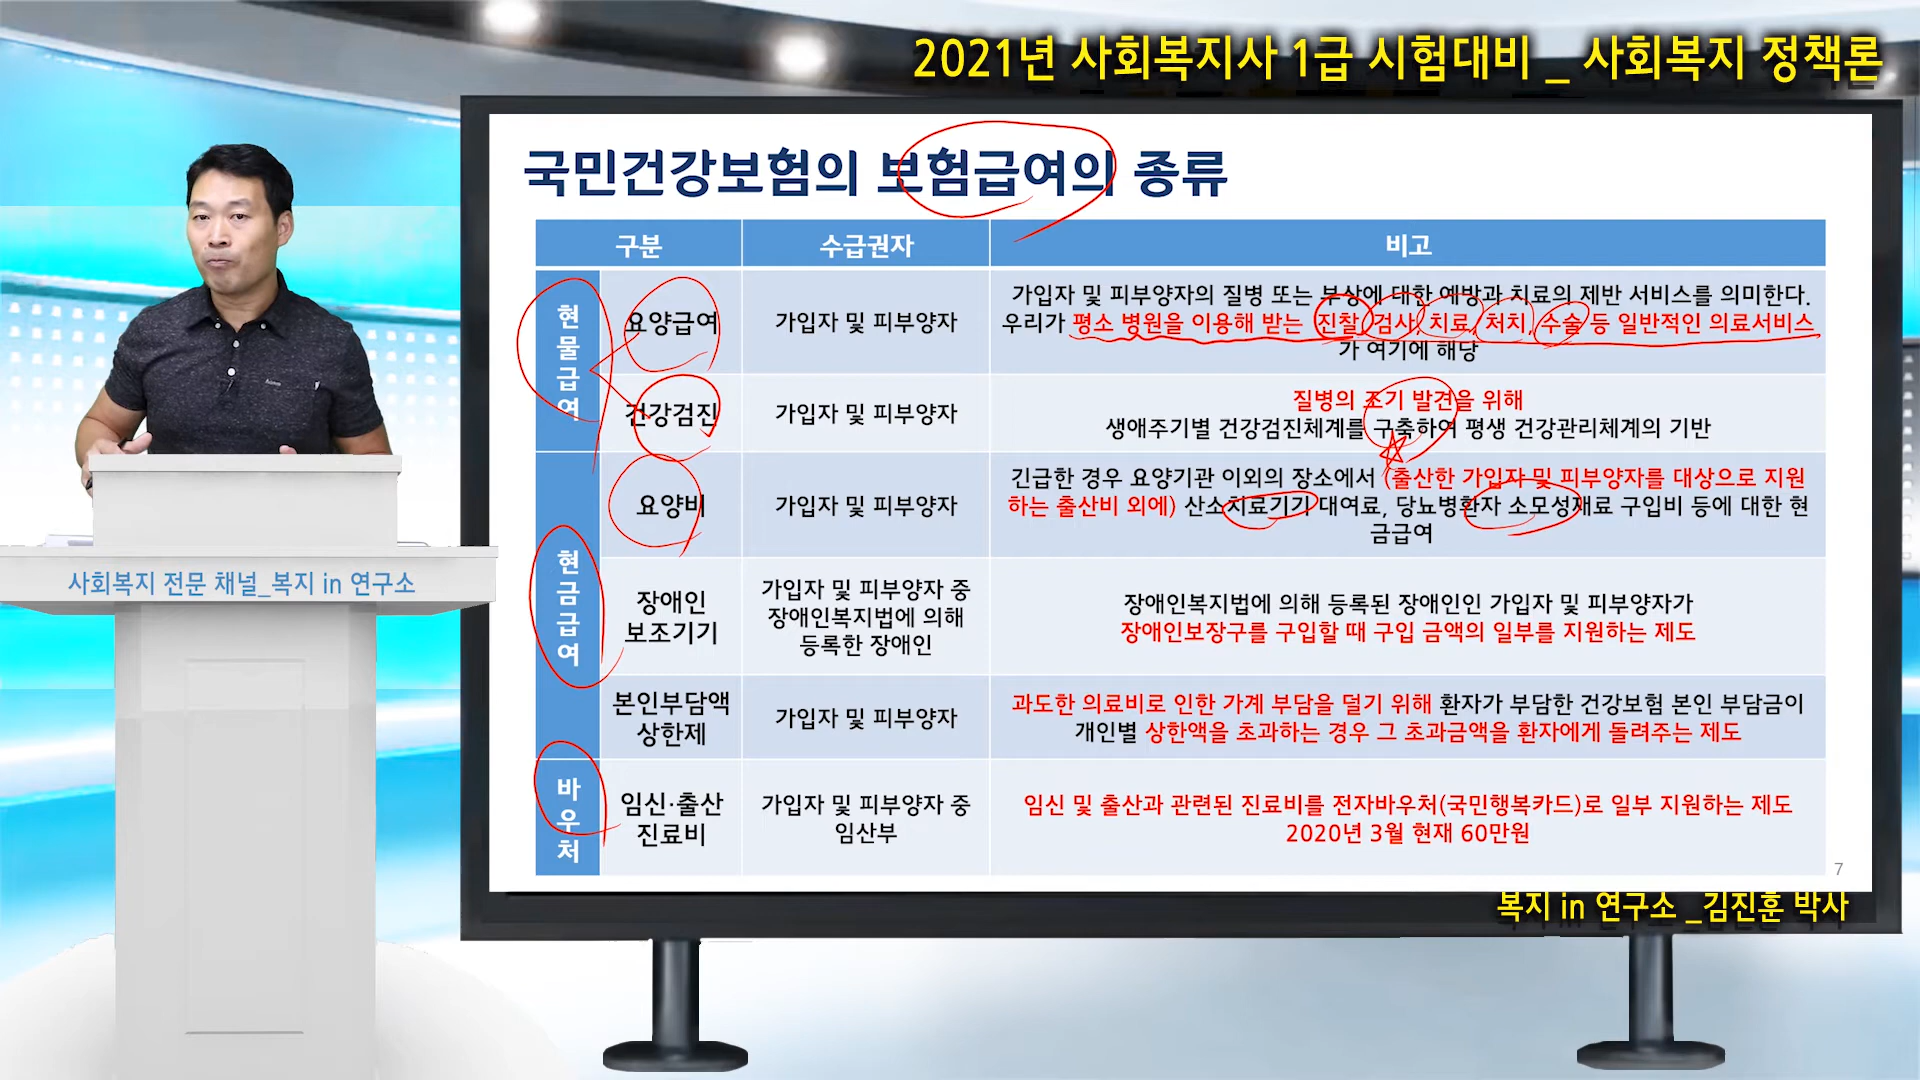 2021년 사회복지사 1급 시험대비 _ 사회복지 정책론
국민건강보험의 보험급여의 종류
구분
수급권자
비고
현물급여
요양급여
가입자 및 피부양자
가입자 및 피부양자의 질병 또는 부상에 대한 예방과 치료의 제반 서비스를 의미한다.
우리가 평소 병원을 이용해 받는 진찰, 검사, 치료, 처치, 수술 등 일반적인 의료서비스
가 여기에 해당
건강검진
가입자 및 피부양자
질병의 조기 발견을 위해
생애주기별 건강검진체계를 구축하여 평생 건강관리체계의 기반
현금급여
요양비
가입자 및 피부양자
긴급한 경우 요양기관 이외의 장소에서 (출산한 가입자 및 피부양자를 대상으로 지원
하는 출산비 외에) 산소치료기기 대여료, 당뇨병환자 소모성재료 구입비 등에 대한 현
금급여
장애인
보조기기
가입자 및 피부양자 중
장애인복지법에 의해
등록한 장애인
장애인복지법에 의해 등록된 장애인인 가입자 및 피부양자가
장애인보장구를 구입할 때 구입 금액의 일부를 지원하는 제도
본인부담액
상한제
가입자 및 피부양자
과도한 의료비로 인한 가계 부담을 덜기 위해 환자가 부담한 건강보험 본인 부담금이
개인별 상한액을 초과하는 경우 그 초과금액을 환자에게 돌려주는 제도
바우처
임신·출산
진료비
가입자 및 피부양자 중
임산부
임신 및 출산과 관련된 진료비를 전자바우처(국민행복카드)로 일부 지원하는 제도
2020년 3월 현재 60만원
7
사회복지 전문 채널_복지 in 연구소
복지 in 연구소 _김진훈 박사